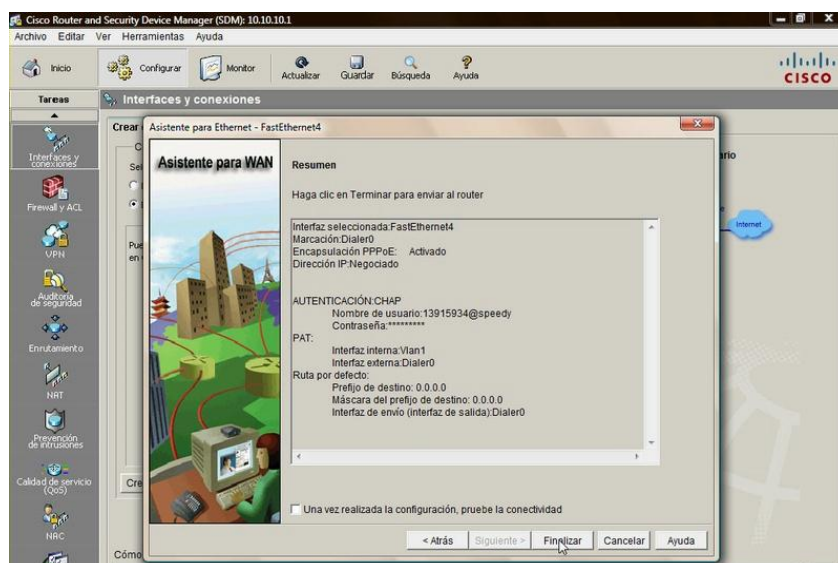 Cisco Router and Security Device Manager (SDM): 10.10.10.1
Archivo Editar Ver Herramientas Ayuda
Inicio Configurar Monitor Actualizar Guardar Búsqueda Ayuda
CISCO
Tareas
Interfaces y conexiones
Interfaces y
conexiones
Firewall y ACL
VPN
Auditoría
de seguridad
Enrutamiento
NAT
Prevención
de intrusiones
Calidad de servicio
(QoS)
NAC
Crear
Sel
Pue
en
Cre
Cómo
Asistente para Ethernet - FastEthernet4
Asistente para WAN
Resumen
Haga clic en Terminar para enviar al router
Interfaz seleccionada:FastEthernet4
Marcación:Dialer0
Encapsulación PPPoE: Activado
Dirección IP:Negociado
AUTENTICACIÓN:CHAP
Nombre de usuario:13915934@speedy
Contraseña:*********
PAT:
Interfaz interna:Vlan1
Interfaz externa:Dialer0
Ruta por defecto:
Prefijo de destino: 0.0.0.0
Máscara del prefijo de destino: 0.0.0.0
Interfaz de envío (interfaz de salida):Dialer0
Una vez realizada la configuración, pruebe la conectividad
< Atrás Siguiente > Finalizar Cancelar Ayuda
rio
Internet